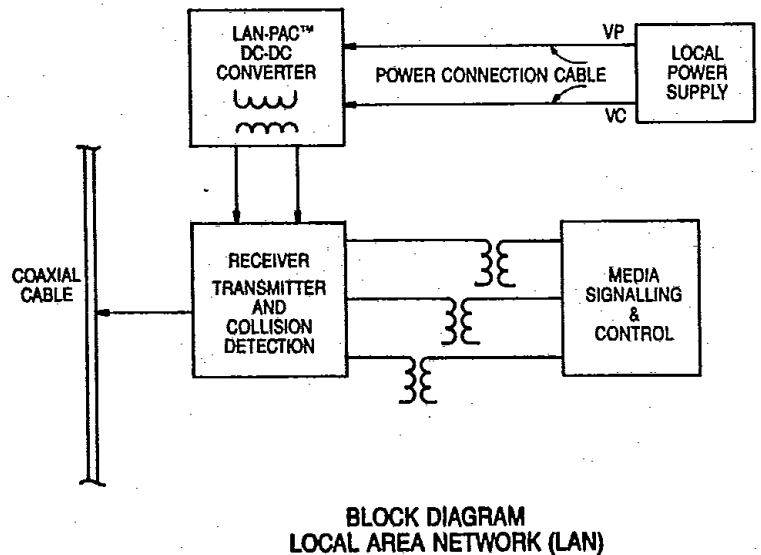 LAN-PAC™
DC-DC
CONVERTER
VP
POWER CONNECTION CABLE
VC
LOCAL
POWER
SUPPLY
COAXIAL
CABLE
RECEIVER
TRANSMITTER
AND
COLLISION
DETECTION
MEDIA
SIGNALLING
&
CONTROL
BLOCK DIAGRAM
LOCAL AREA NETWORK (LAN)